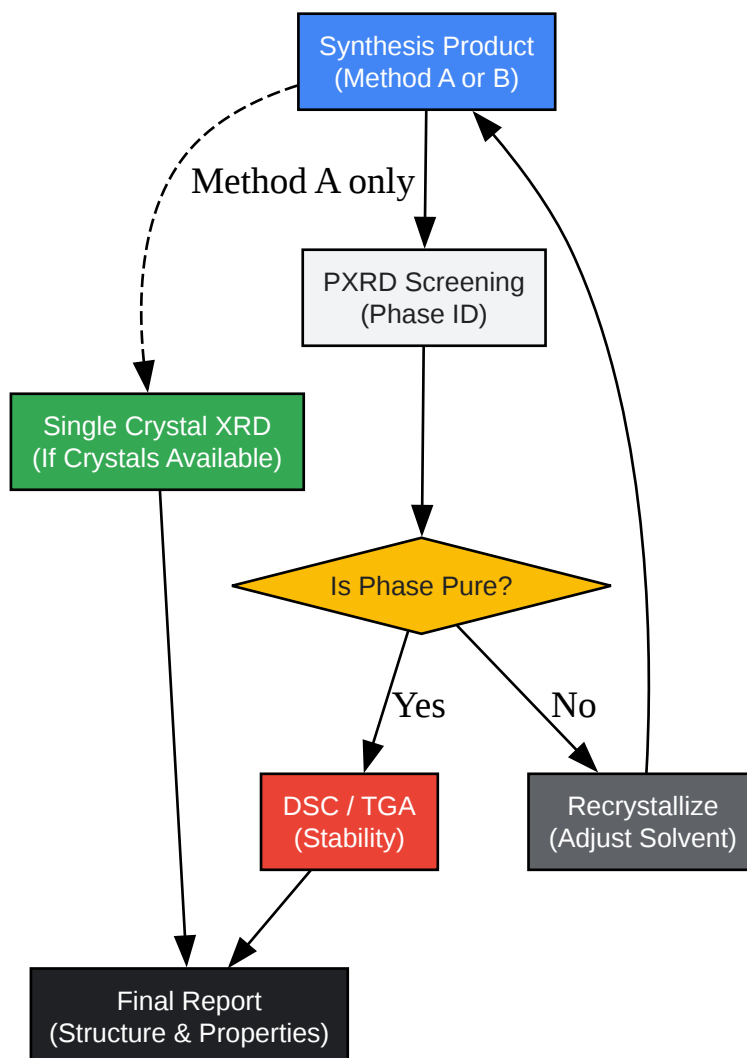 Synthesis Product
(Method A or B)
Method A only
PXRD Screening
(Phase ID)
Single Crystal XRD
(If Crystals Available)
Is Phase Pure?
Yes
No
DSC / TGA
(Stability)
Recrystallize
(Adjust Solvent)
Final Report
(Structure & Properties)